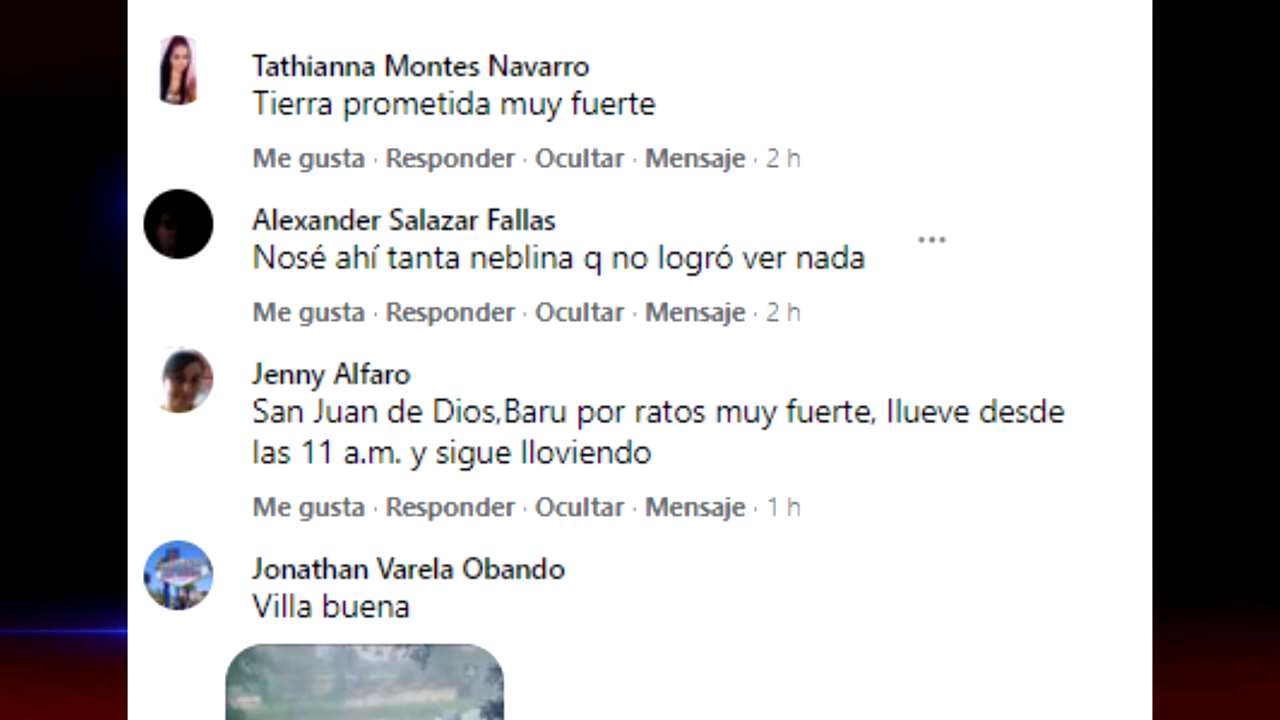 Tathianna Montes Navarro
Tierra prometida muy fuerte
Me gusta · Responder · Ocultar · Mensaje · 2 h
Alexander Salazar Fallas
Nosé ahí tanta neblina q no logró ver nada
Me gusta · Responder · Ocultar · Mensaje · 2 h
Jenny Alfaro
San Juan de Dios,Baru por ratos muy fuerte, llueve desde
las 11 a.m. y sigue lloviendo
Me gusta · Responder · Ocultar · Mensaje · 1 h
Jonathan Varela Obando
Villa buena